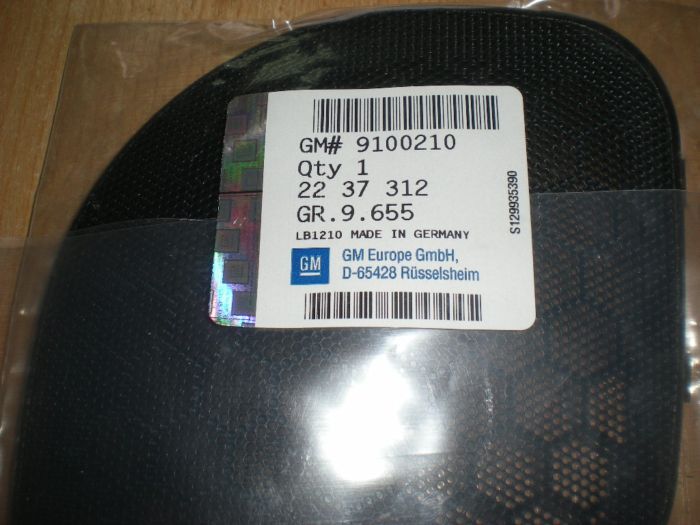 GM# 9100210
Qty 1
22 37 312
GR.9.655
LB1210 MADE IN GERMANY
GM
GM Europe GmbH,
D-65428 Rüsselsheim
S129935390